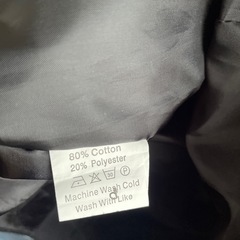 80% Cotton
20% Polyester
Machine Wash Cold
Wash With Like